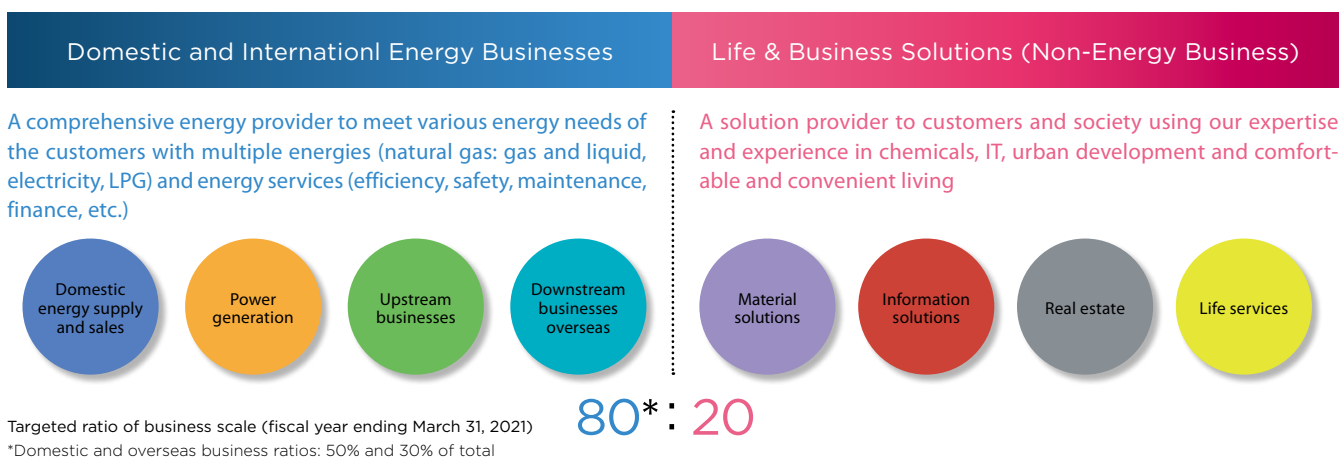 Domestic and Internationl Energy Businesses
Life & Business Solutions (Non-Energy Business)
A comprehensive energy provider to meet various energy needs of
the customers with multiple energies (natural gas: gas and liquid,
electricity, LPG) and energy services (efficiency, safety, maintenance,
finance, etc.)
A solution provider to customers and society using our expertise
and experience in chemicals, IT, urban development and comfort-
able and convenient living
Domestic
energy supply
and sales
Power
generation
Upstream
businesses
Downstream
businesses
overseas
Material
solutions
Information
solutions
Real estate
Life services
Targeted ratio of business scale (fiscal year ending March 31, 2021)
80* : 20
*Domestic and overseas business ratios: 50% and 30% of total